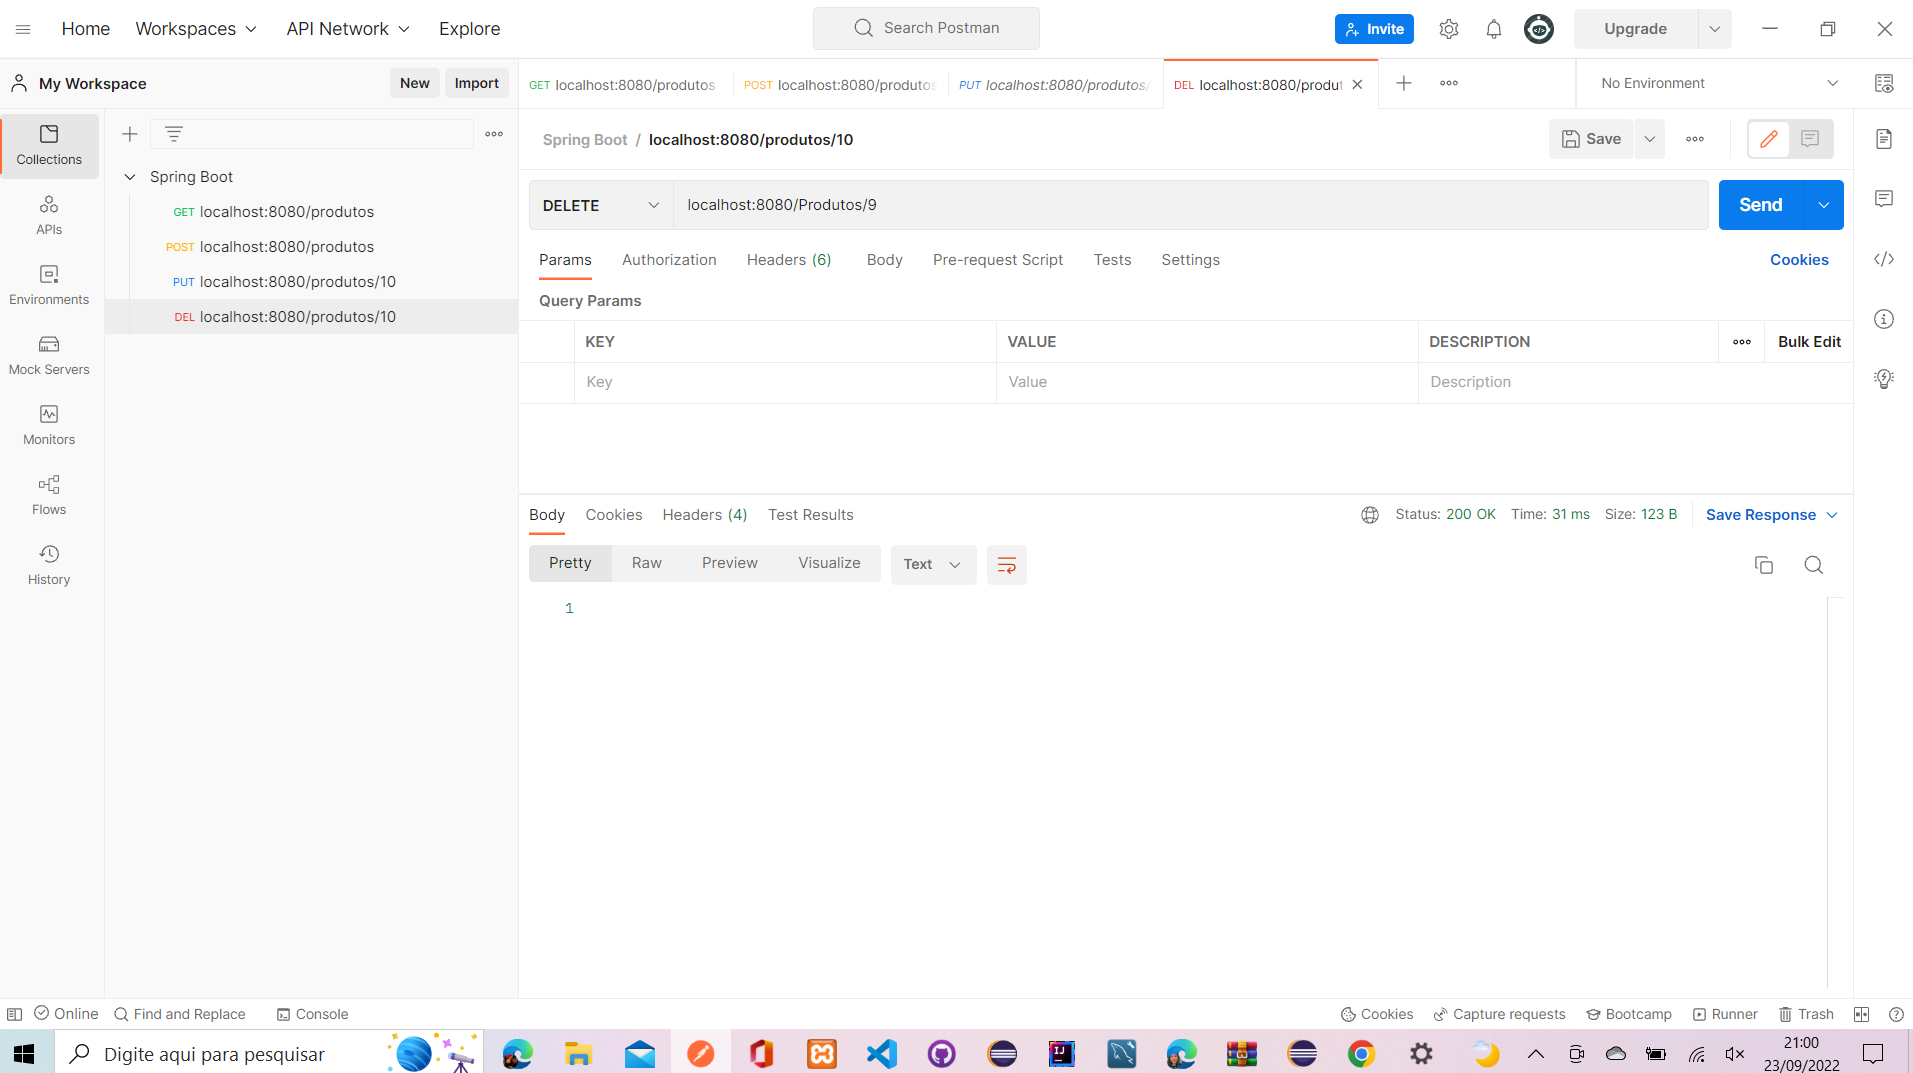 Home Workspaces API Network Explore Search Postman Invite Upgrade
My Workspace New Import
GET localhost:8080/produtos POST localhost:8080/produtos PUT localhost:8080/produtos/ DEL localhost:8080/produt No Environment
Collections
APIs
Environments
Mock Servers
Monitors
Flows
History
Spring Boot
GET localhost:8080/produtos
POST localhost:8080/produtos
PUT localhost:8080/produtos/10
DEL localhost:8080/produtos/10
Spring Boot / localhost:8080/produtos/10 Save
DELETE localhost:8080/Produtos/9 Send
Params Authorization Headers (6) Body Pre-request Script Tests Settings Cookies
Query Params
KEY VALUE DESCRIPTION Bulk Edit
Key Value Description
Body Cookies Headers (4) Test Results Status: 200 OK Time: 31 ms Size: 123 B Save Response
Pretty Raw Preview Visualize Text
1
Online Find and Replace Console Cookies Capture requests Bootcamp Runner Trash
Digite aqui para pesquisar
21:00
23/09/2022